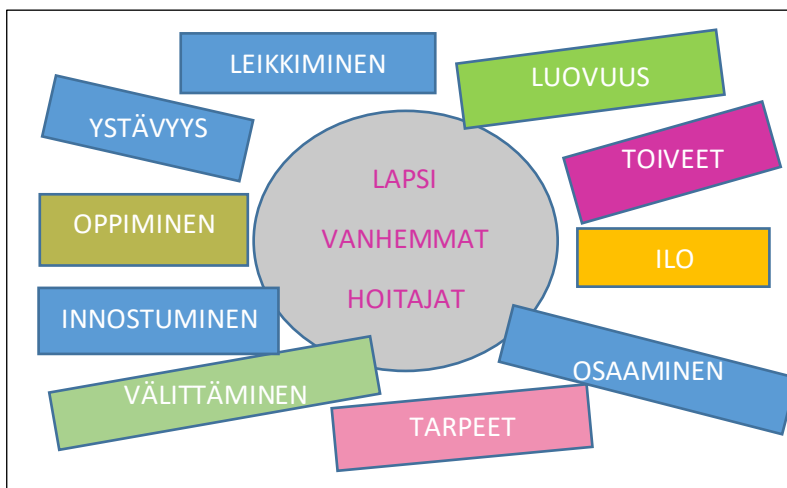 LEIKKIMINEN
LUOVUUS
YSTÄVYYS
TOIVEET
LAPSI
OPPIMINEN
VANHEMMAT
ILO
HOITAJAT
INNOSTUMINEN
OSAAMINEN
VÄLITTÄMINEN
TARPEET